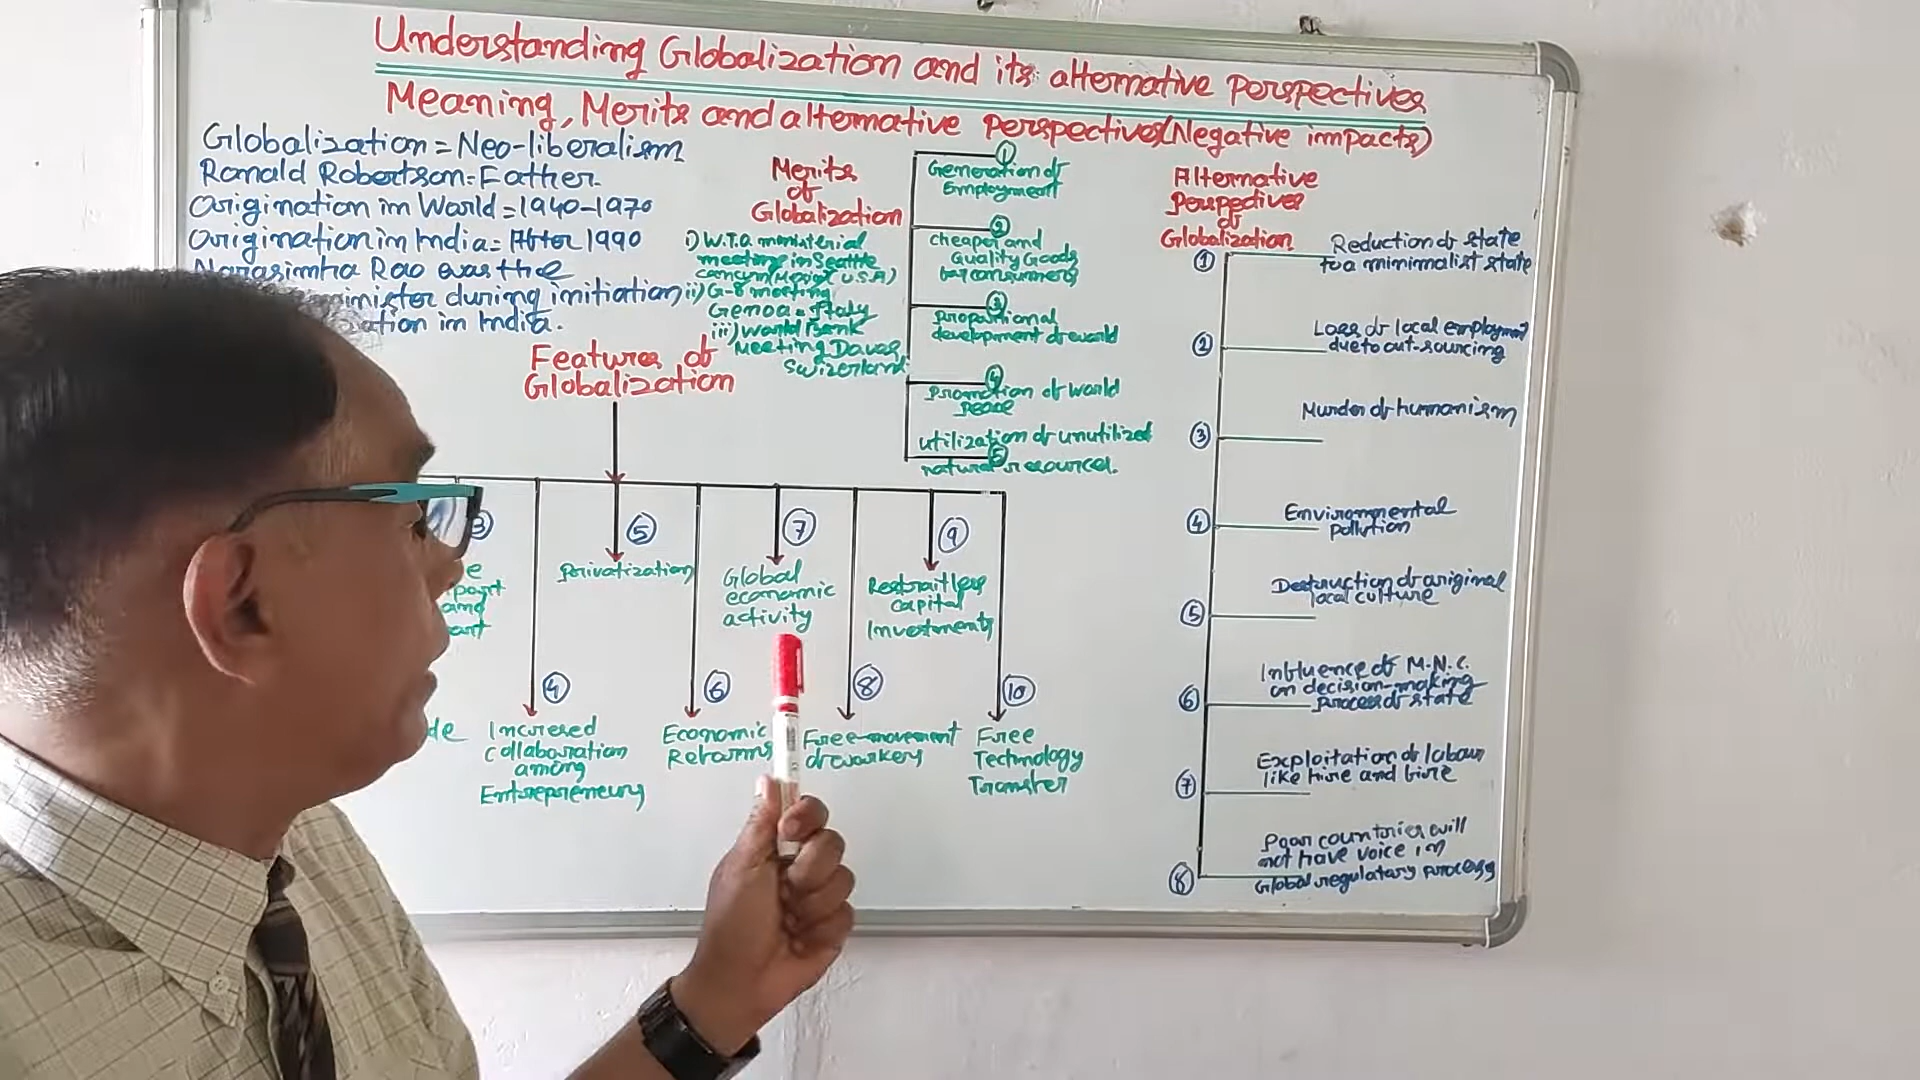 Understanding Globalization and its alternative Perspectives
Meaning, Merits and alternative Perspectives(Negative impacts)
Globalization = Neo-liberalism
Ronald Robertson=Father.
Origination in World = 1940-1970
Origination in India = After 1990
Narasimha Rao was the
minister during initiation
ation in India.
Features of
Globalization
3
Privatization
5
Global
economic
activity
7
capital
Investments
9
Increased
collaboration
among
Entrepreneurs
4
Economic
Reforms
6
Free movement
of workers
8
Free
Technology
Transfer
10
Merits
of
Globalization
i) W.T.O ministerial
meeting in Seattle
U.S.A)
ii) G-8 meeting
Genoa = Italy
iii) World Bank
Meeting Davos
Swizerland
1
Generation of
Employment
2
cheaper and
Quality Goods
consumers
3
development of world
4
Promotion of world
peace
utilization of unutilized
5
natural resources.
Alternative
Perspectives
of
Globalization
1
Reduction of state
to a minimalist state
2
Loss of local employment
due to out-sourcing
3
Murder of humanism
4
Environmental
pollution
5
Destruction of original
local culture
6
Influence of M.N.C.
on decision-making
process of state
7
Exploitation of labour
like hire and fire
8
Poor countries will
not have voice in
Global regulatory process